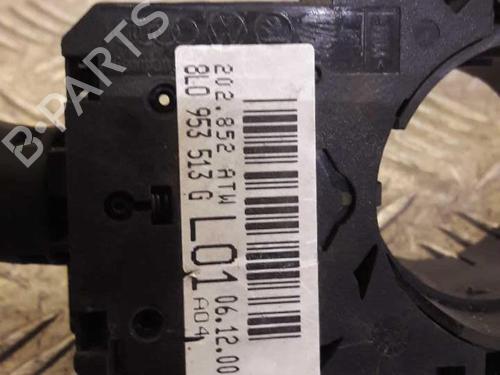 202.852 ATW
8L0 953 513 G
L01
06.12.00
A04
B-PARTS